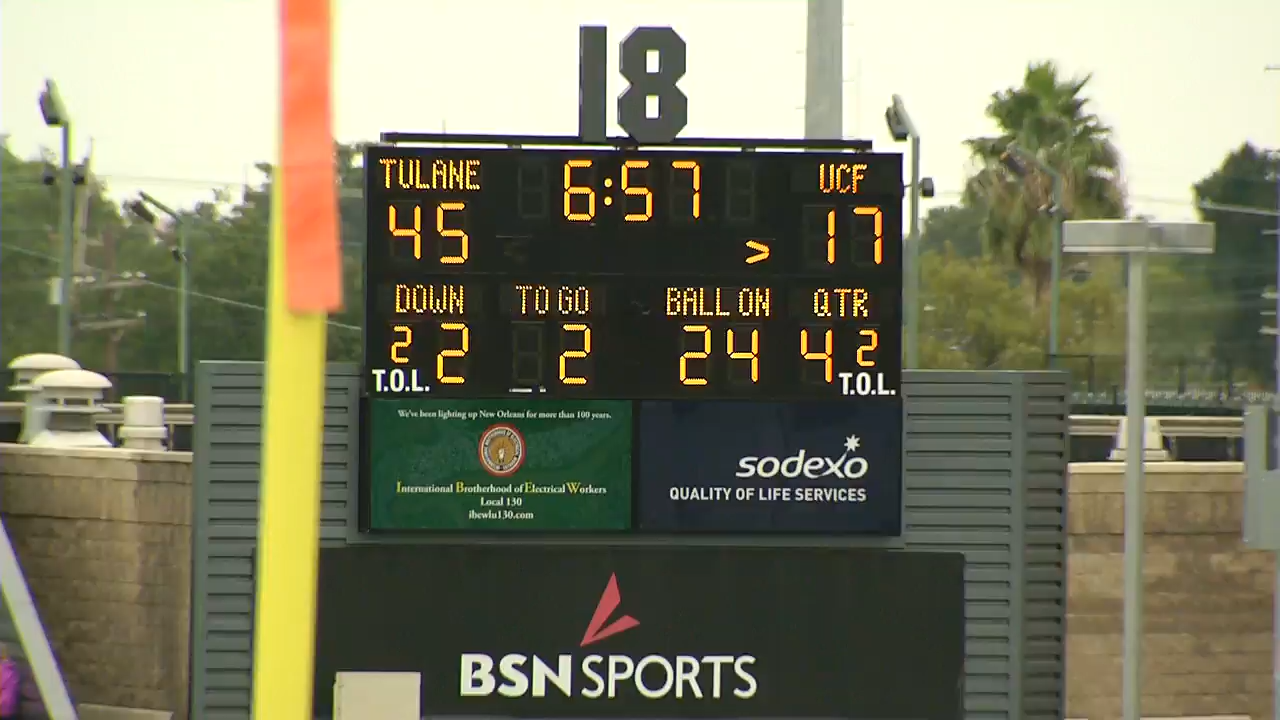 18
TULANE 6:57 UCF
45 > 17
DOWN TO GO BALL ON QTR
2 2 2 24 4 2
T.O.L. T.O.L.
We've been lighting up New Orleans for more than 100 years.
International Brotherhood of Electrical Workers
Local 130
ibewlu130.com
sodexo
QUALITY OF LIFE SERVICES
BSN SPORTS